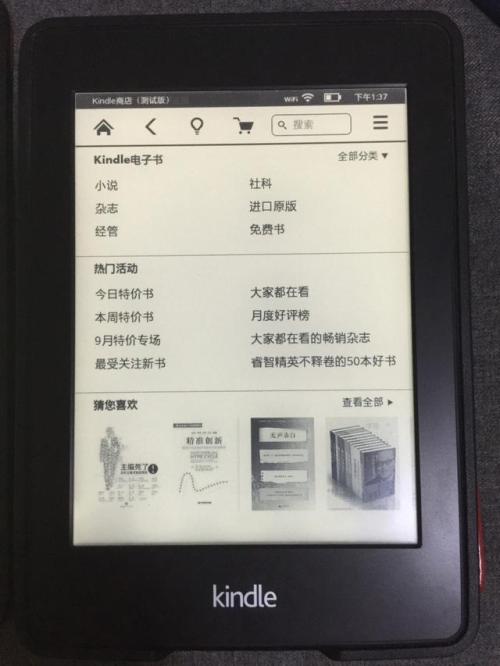 Kindle商店（测试版） WiFi 下午1:37
搜索
Kindle电子书 全部分类▼
小说 社科
杂志 进口原版
经管 免费书
热门活动
今日特价书 大家都在看
本周特价书 月度好评榜
9月特价专场 大家都在看的畅销杂志
最受关注新书 睿智精英不释卷的50本好书
猜您喜欢 查看全部 ▶
主编死了
精准创新
无声告白
kindle